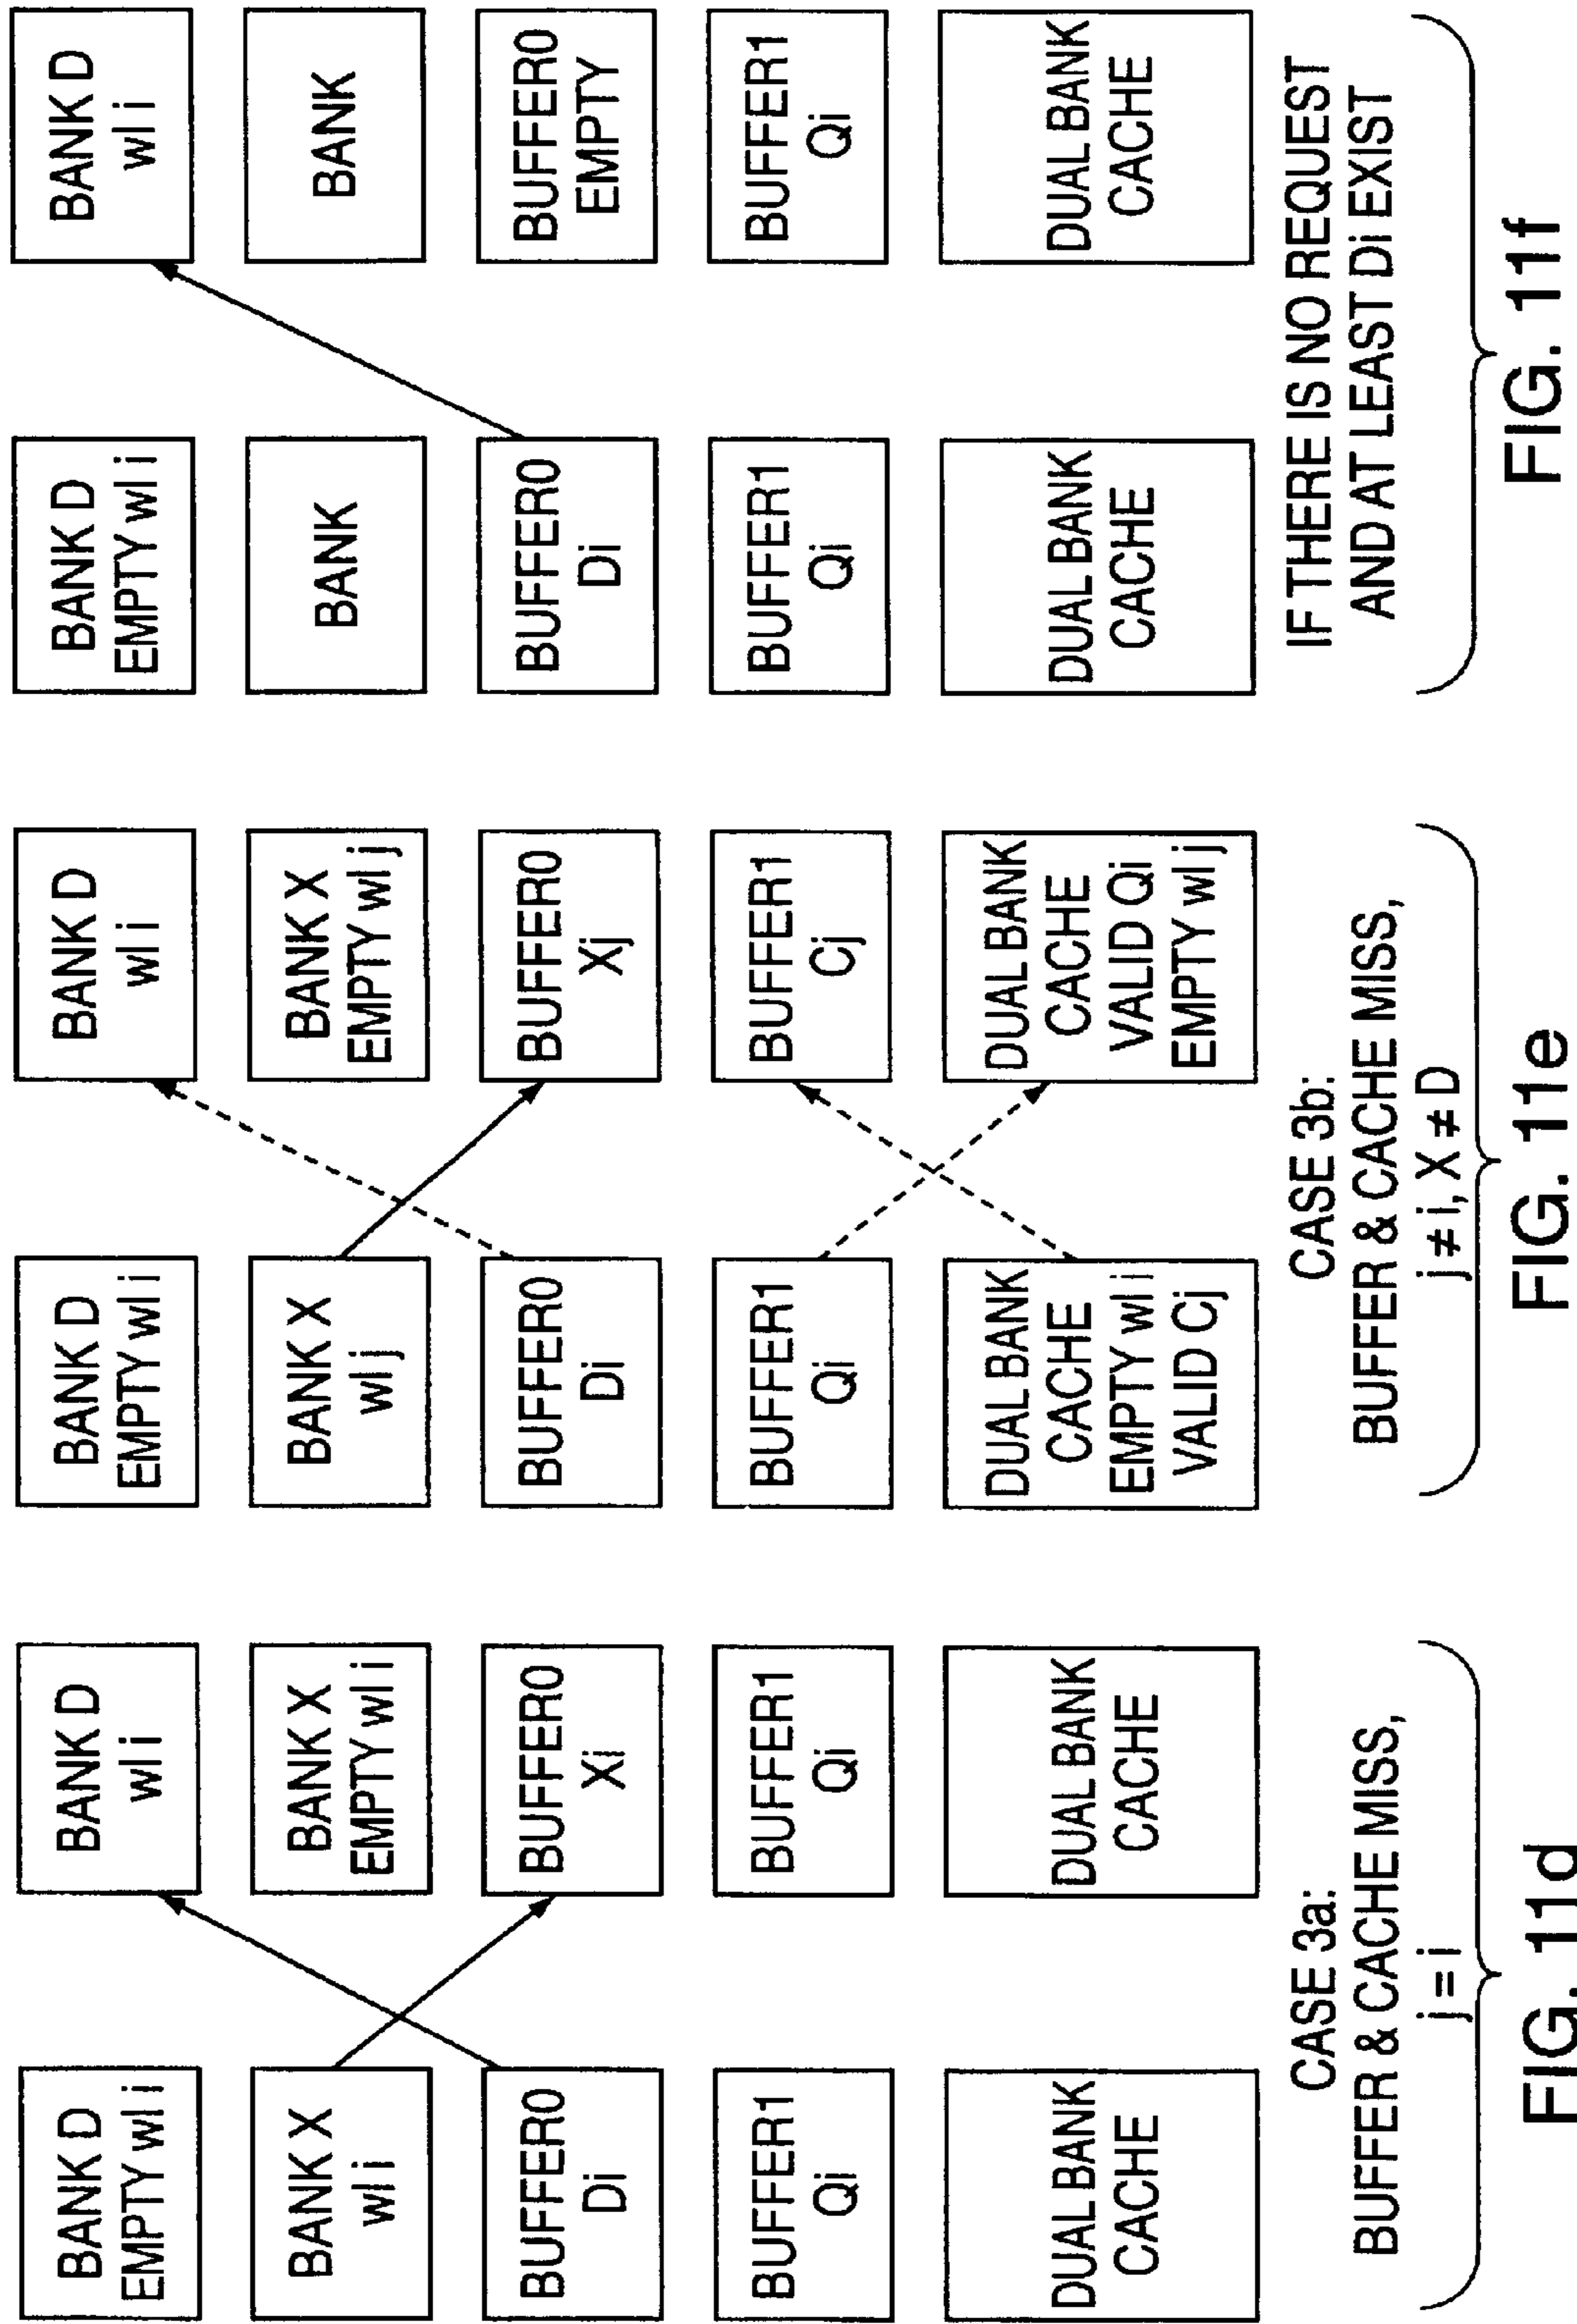 BANK D
EMPTY wl i
BANK X
wl i
BUFFER0
Di
BUFFER1
Qi
DUAL BANK
CACHE
BANK D
wl i
BANK X
EMPTY wl i
BUFFER0
Xi
BUFFER1
Qi
DUAL BANK
CACHE
CASE 3a:
BUFFER & CACHE MISS,
j = i
FIG. 11d
BANK D
EMPTY wl i
BANK X
wl j
BUFFER0
Di
BUFFER1
Qi
DUAL BANK
CACHE
EMPTY wl i
VALID Cj
BANK D
wl i
BANK X
EMPTY wl j
BUFFER0
Xj
BUFFER1
Cj
DUAL BANK
CACHE
VALID Qi
EMPTY wl j
CASE 3b:
BUFFER & CACHE MISS,
j ≠ i, X ≠ D
FIG. 11e
BANK D
EMPTY wl i
BANK
BUFFER0
Di
BUFFER1
Qi
DUAL BANK
CACHE
BANK D
wl i
BANK
BUFFER0
EMPTY
BUFFER1
Qi
DUAL BANK
CACHE
IF THERE IS NO REQUEST
AND AT LEAST Di EXIST
FIG. 11f